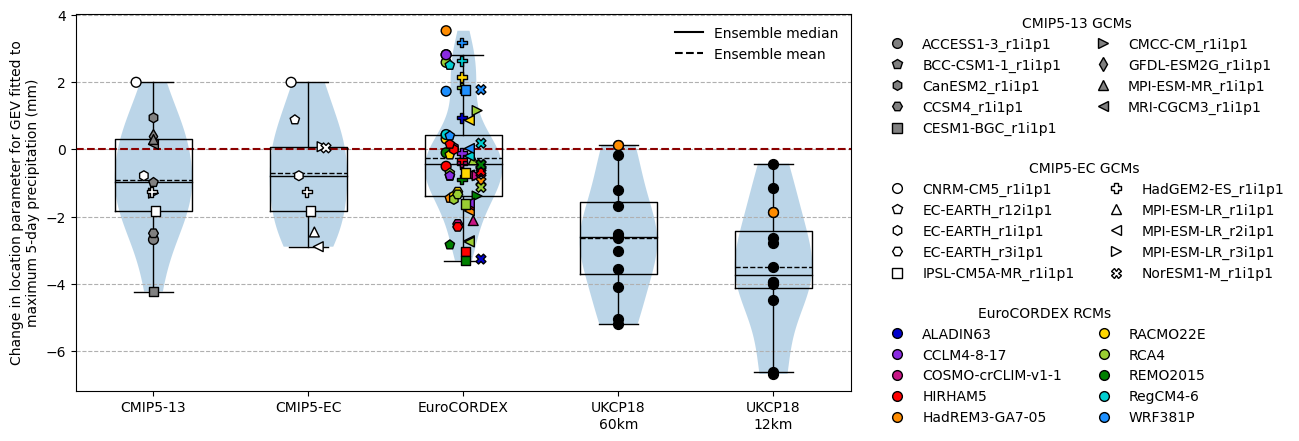 Change in location parameter for GEV fitted to
maximum 5-day precipitation (mm)
4
2
0
−2
−4
−6
Ensemble median
Ensemble mean
CMIP5-13
CMIP5-EC
EuroCORDEX
UKCP18
60km
UKCP18
12km
CMIP5-13 GCMs
ACCESS1-3_r1i1p1
BCC-CSM1-1_r1i1p1
CanESM2_r1i1p1
CCSM4_r1i1p1
CESM1-BGC_r1i1p1
CMCC-CM_r1i1p1
GFDL-ESM2G_r1i1p1
MPI-ESM-MR_r1i1p1
MRI-CGCM3_r1i1p1
CMIP5-EC GCMs
CNRM-CM5_r1i1p1
EC-EARTH_r12i1p1
EC-EARTH_r1i1p1
EC-EARTH_r3i1p1
IPSL-CM5A-MR_r1i1p1
HadGEM2-ES_r1i1p1
MPI-ESM-LR_r1i1p1
MPI-ESM-LR_r2i1p1
MPI-ESM-LR_r3i1p1
NorESM1-M_r1i1p1
EuroCORDEX RCMs
ALADIN63
CCLM4-8-17
COSMO-crCLIM-v1-1
HIRHAM5
HadREM3-GA7-05
RACMO22E
RCA4
REMO2015
RegCM4-6
WRF381P